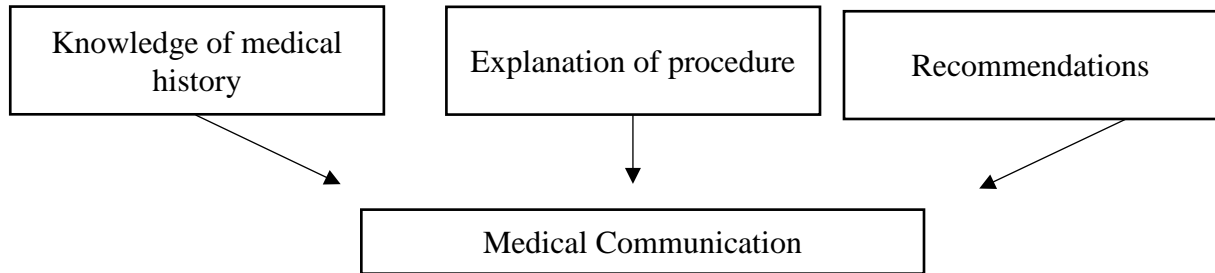 Knowledge of medical
history
Explanation of procedure
Recommendations
Medical Communication